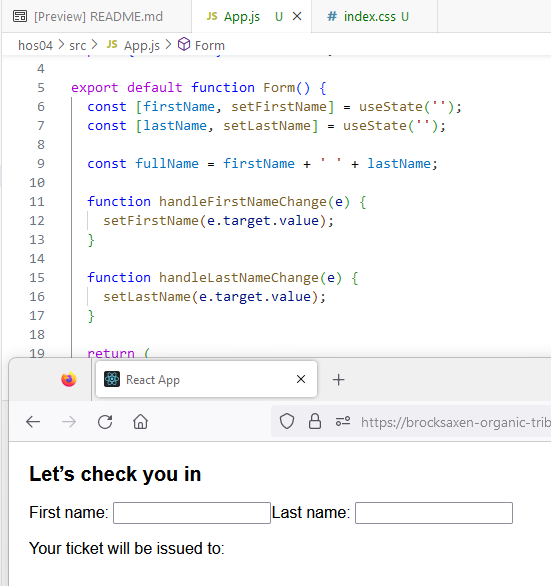 [Preview] README.md
JS App.js U
# index.css U
hos04 > src > JS App.js > Form
4
5 export default function Form() {
6 const [firstName, setFirstName] = useState('');
7 const [lastName, setLastName] = useState('');
8
9 const fullName = firstName + ' ' + lastName;
10
11 function handleFirstNameChange(e) {
12 setFirstName(e.target.value);
13 }
14
15 function handleLastNameChange(e) {
16 setLastName(e.target.value);
17 }
18
19 return (
React App
https://brocksaxen-organic-trib
Let's check you in
First name: Last name:
Your ticket will be issued to: